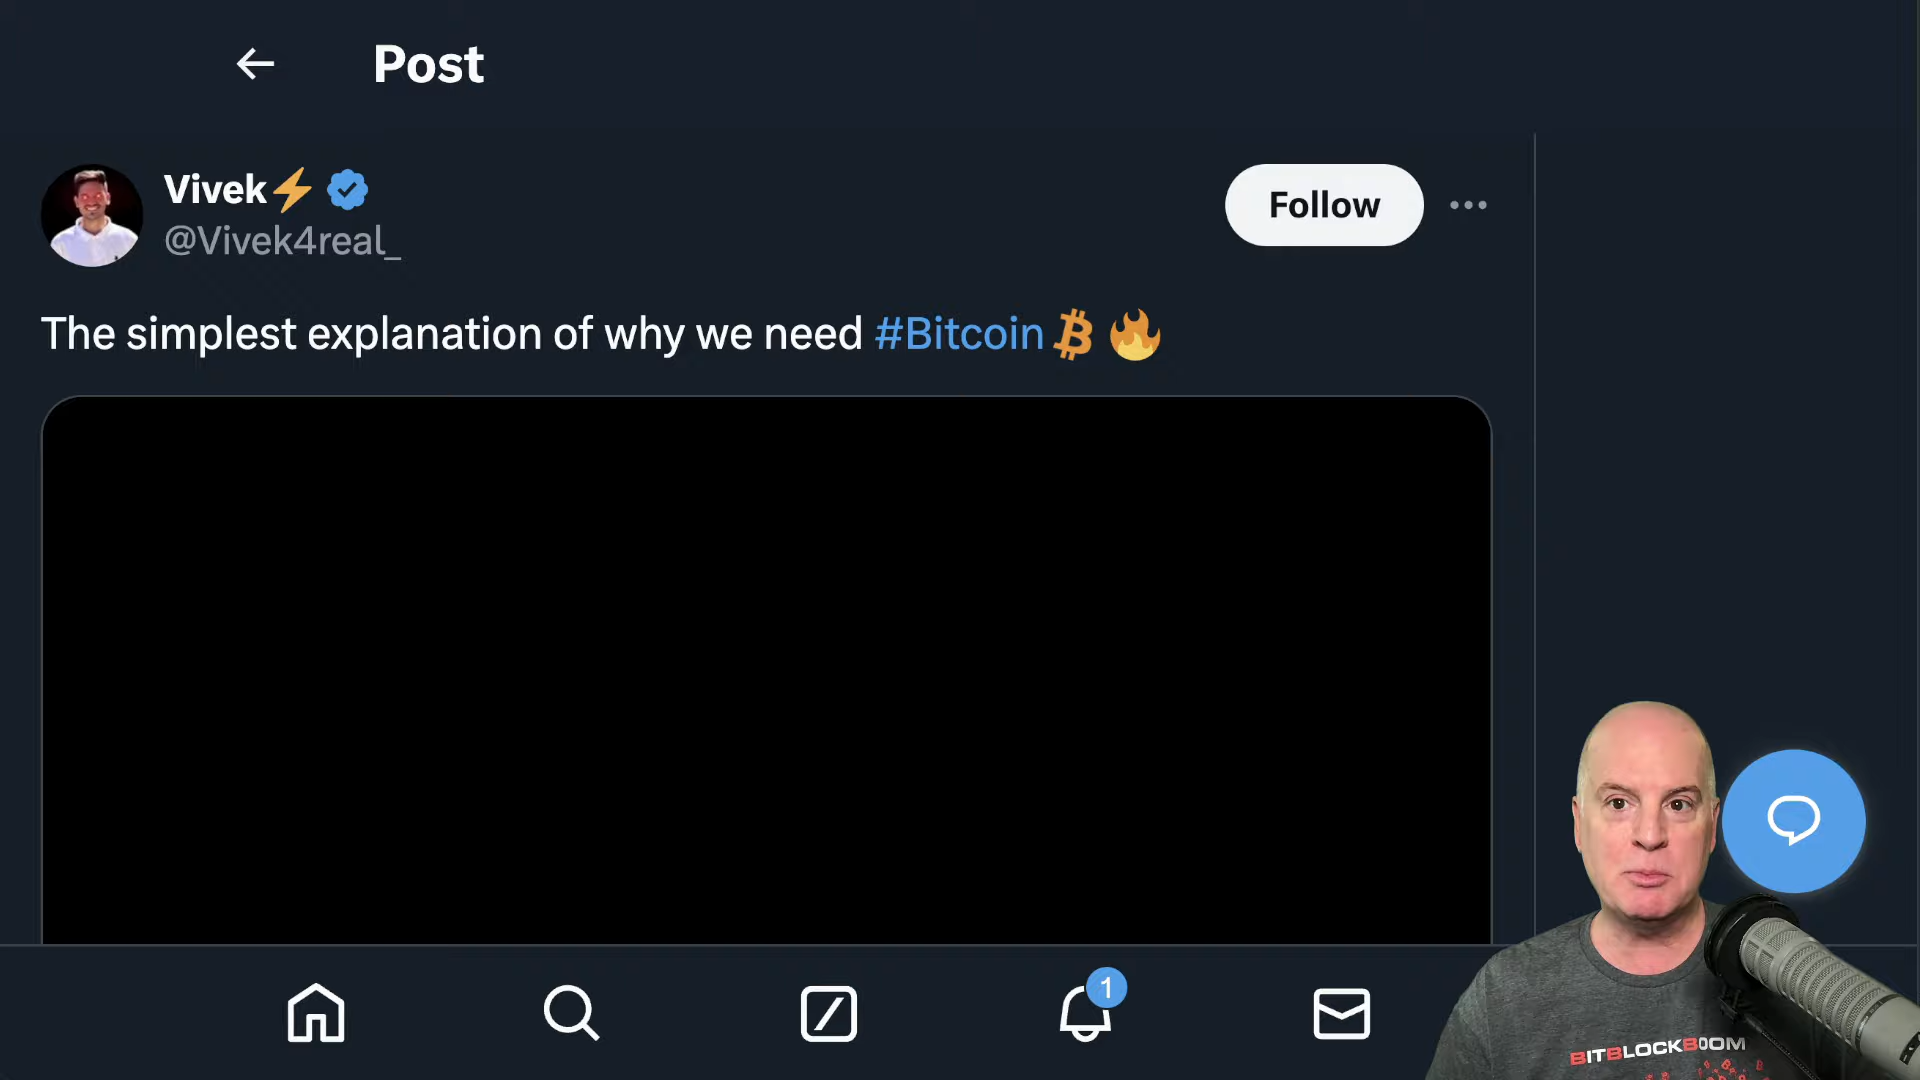 Post
Vivek⚡
@Vivek4real_
Follow
The simplest explanation of why we need #Bitcoin ₿ 🔥
1
BITBLOCKBOOM